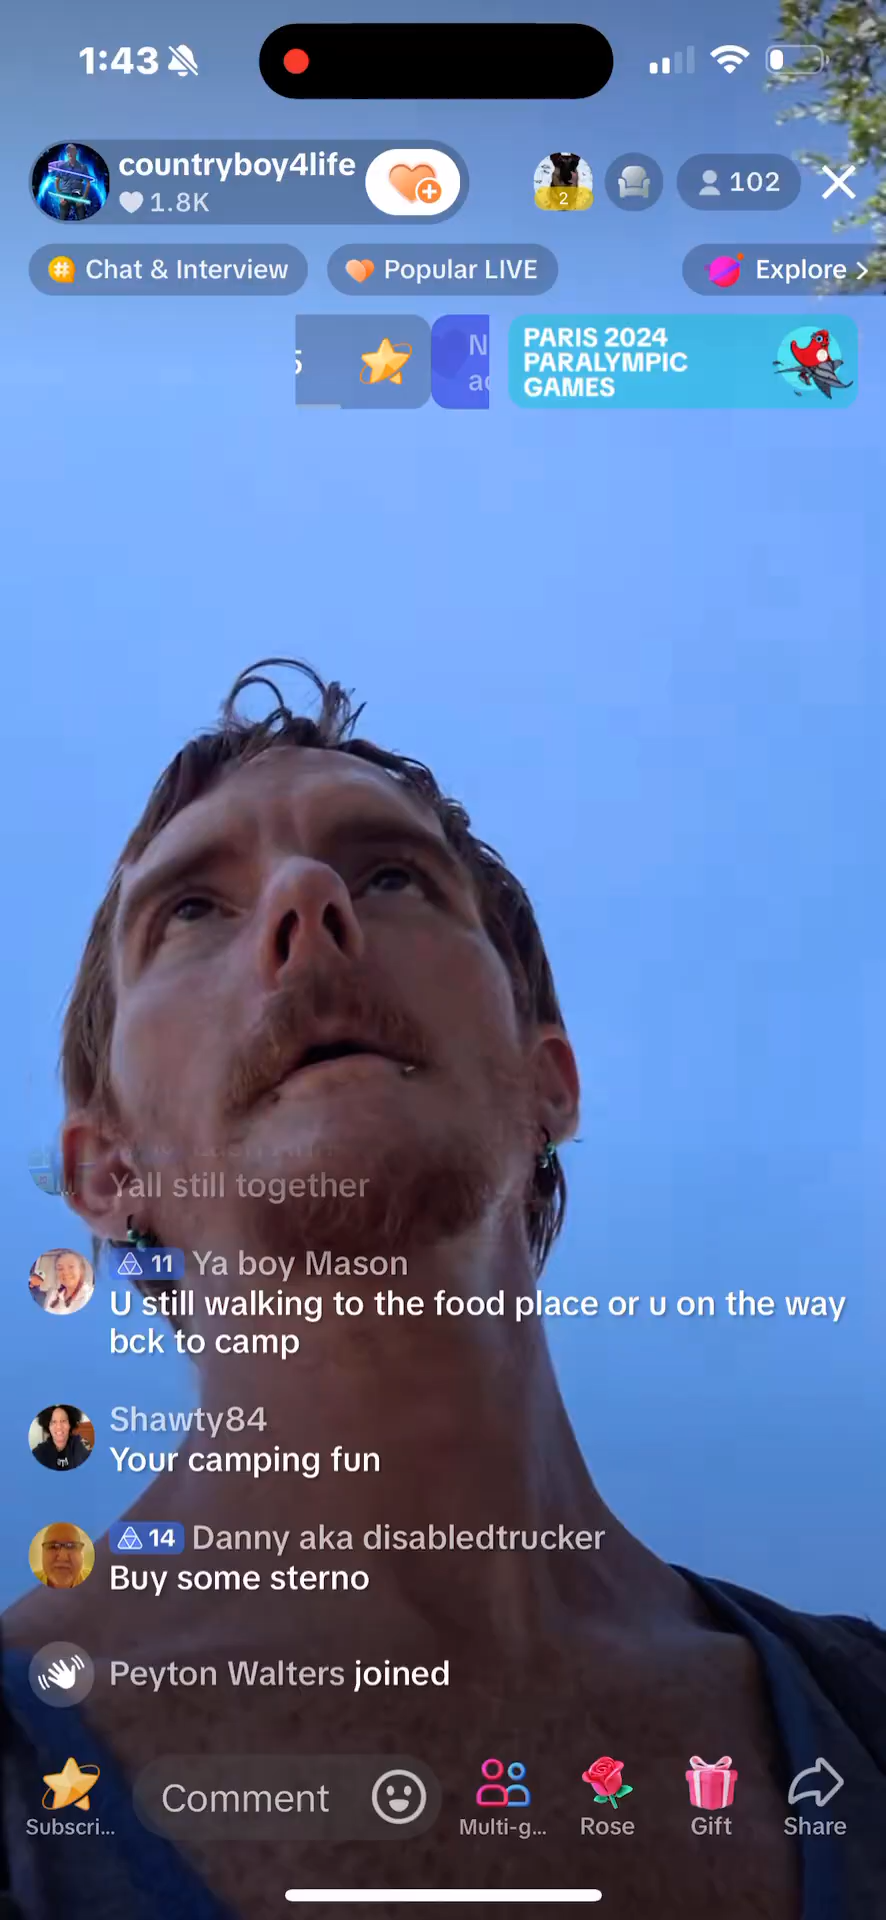 1:43
countryboy4life
1.8K
2
102
Chat & Interview
Popular LIVE
Explore
5
N
PARIS 2024
PARALYMPIC
GAMES
Yall still together
11 Ya boy Mason
U still walking to the food place or u on the way
bck to camp
Shawty84
Your camping fun
14 Danny aka disabledtrucker
Buy some sterno
Peyton Walters joined
Comment
Subscri...
Multi-g...
Rose
Gift
Share